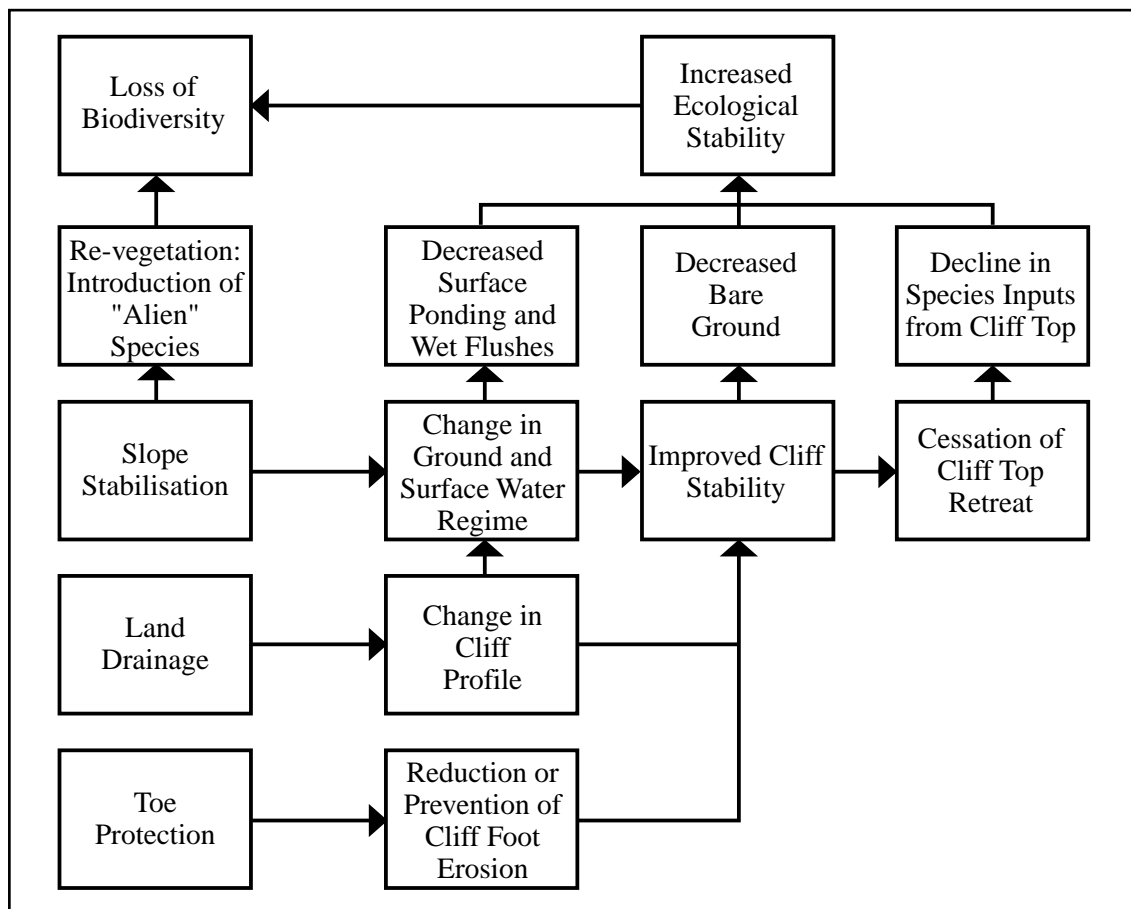 Loss of
Biodiversity
Increased
Ecological
Stability
Re-vegetation:
Introduction of
"Alien"
Species
Decreased
Surface
Ponding and
Wet Flushes
Decreased
Bare
Ground
Decline in
Species Inputs
from Cliff Top
Slope
Stabilisation
Change in
Ground and
Surface Water
Regime
Improved Cliff
Stability
Cessation of
Cliff Top
Retreat
Land
Drainage
Change in
Cliff
Profile
Toe
Protection
Reduction or
Prevention of
Cliff Foot
Erosion